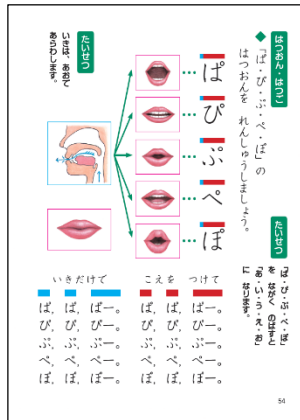 はつおん・はつご
◆「ぱ・ぴ・ぷ・ぺ・ぽ」の
はつおんを れんしゅうしましょう。
…ぱ
…ぴ
…ぷ
…ぺ
…ぽ
たいせつ
いきは、あおで
あらわします。
たいせつ
「ぱ・ぴ・ぷ・ぺ・ぽ」
を ながく のばすと
「あ・い・う・え・お」
に なります。
こえを つけて
ぱ, ぱ, ぱー。
ぴ, ぴ, ぴー。
ぷ, ぷ, ぷー。
ぺ, ぺ, ぺー。
ぽ, ぽ, ぽー。
いきだけで
ぱ, ぱ, ぱー。
ぴ, ぴ, ぴー。
ぷ, ぷ, ぷー。
ぺ, ぺ, ぺー。
ぽ, ぽ, ぽー。
54